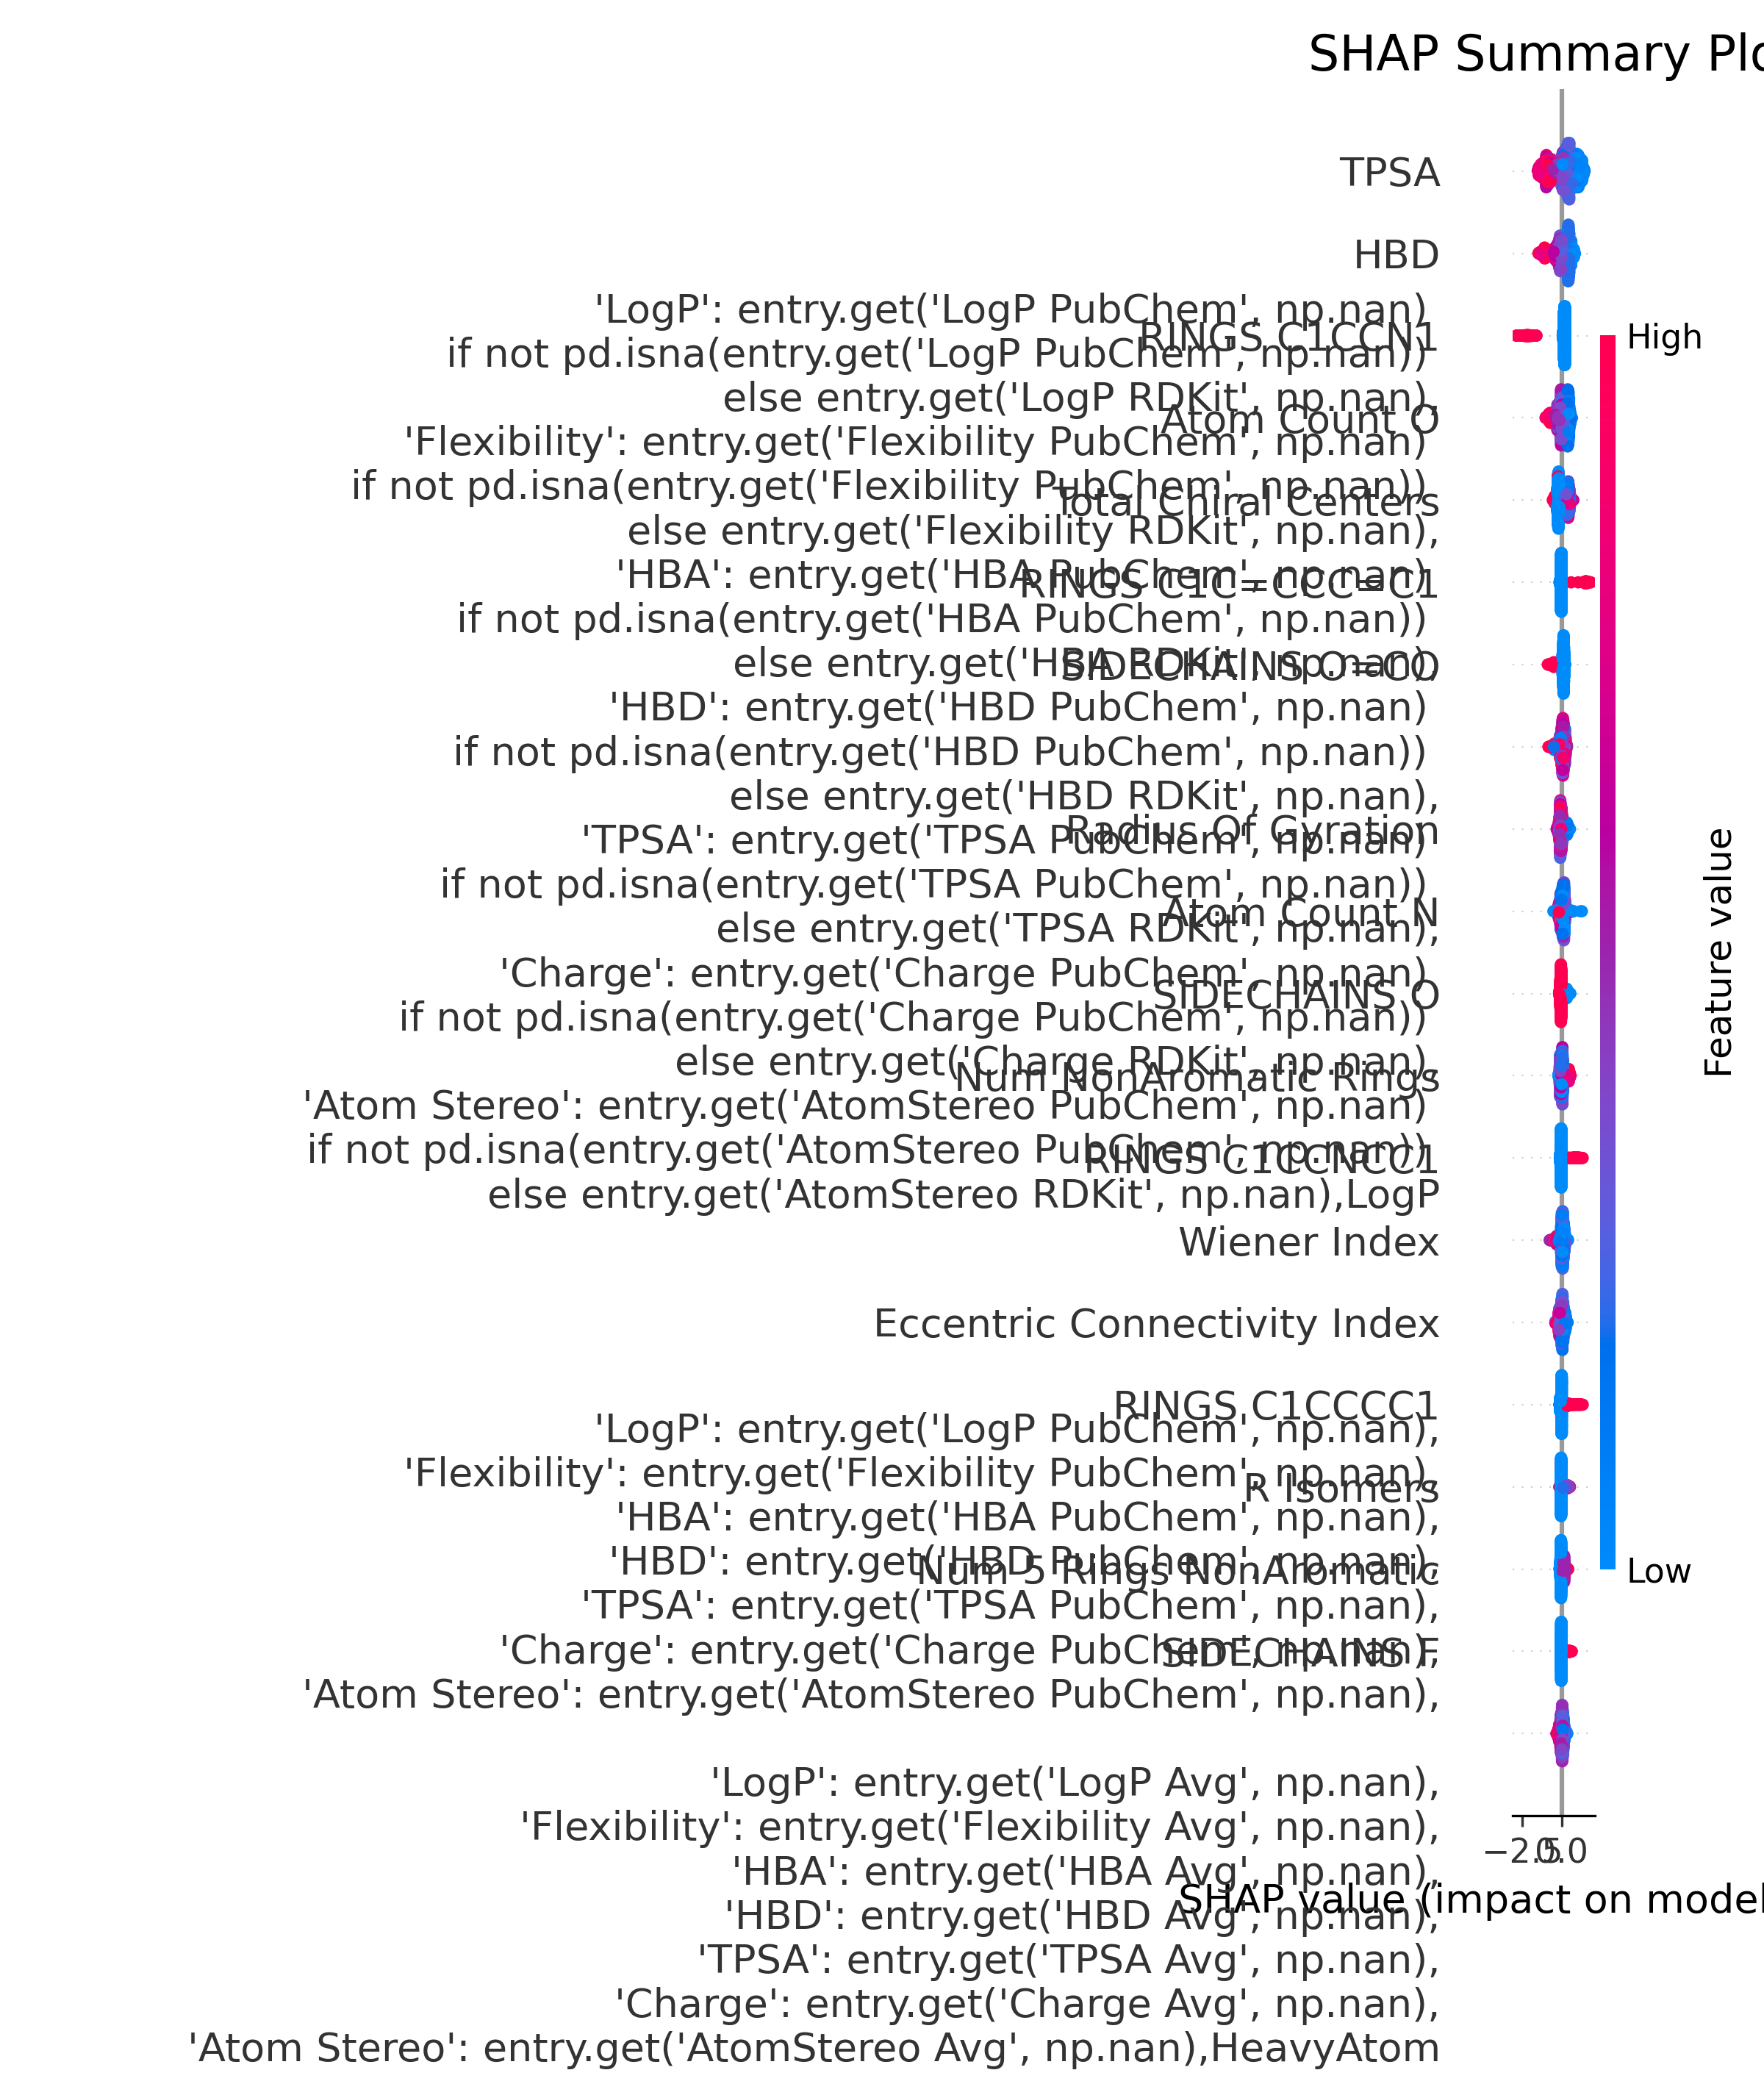 SHAP Summary Plo
TPSA
HBD
'LogP': entry.get('LogP PubChem', np.nan)
RINGS C1CCN1
High
if not pd.isna(entry.get('LogP PubChem', np.nan))
else entry.get('LogP RDKit', np.nan),
Atom Count O
'Flexibility': entry.get('Flexibility PubChem', np.nan)
if not pd.isna(entry.get('Flexibility PubChem', np.nan))
Total Chiral Centers
else entry.get('Flexibility RDKit', np.nan),
'HBA': entry.get('HBA PubChem', np.nan)
RINGS C1C=CCC=C1
if not pd.isna(entry.get('HBA PubChem', np.nan))
else entry.get('HBA RDKit', np.nan),
SIDECHAINS O=CO
'HBD': entry.get('HBD PubChem', np.nan)
if not pd.isna(entry.get('HBD PubChem', np.nan))
else entry.get('HBD RDKit', np.nan),
'TPSA': entry.get('TPSA PubChem', np.nan)
Radius Of Gyration
if not pd.isna(entry.get('TPSA PubChem', np.nan))
Atom Count N
else entry.get('TPSA RDKit', np.nan),
'Charge': entry.get('Charge PubChem', np.nan)
SIDECHAINS O
if not pd.isna(entry.get('Charge PubChem', np.nan))
else entry.get('Charge RDKit', np.nan),
Num NonAromatic Rings
'Atom Stereo': entry.get('AtomStereo PubChem', np.nan)
if not pd.isna(entry.get('AtomStereo PubChem', np.nan))
RINGS C1CCNCC1
else entry.get('AtomStereo RDKit', np.nan),LogP
Wiener Index
Eccentric Connectivity Index
RINGS C1CCCC1
'LogP': entry.get('LogP PubChem', np.nan),
'Flexibility': entry.get('Flexibility PubChem', np.nan),
R Isomers
'HBA': entry.get('HBA PubChem', np.nan),
'HBD': entry.get('HBD PubChem', np.nan),
Num 5 Rings NonAromatic
Low
'TPSA': entry.get('TPSA PubChem', np.nan),
'Charge': entry.get('Charge PubChem', np.nan),
SIDECHAINS F
'Atom Stereo': entry.get('AtomStereo PubChem', np.nan),
'LogP': entry.get('LogP Avg', np.nan),
'Flexibility': entry.get('Flexibility Avg', np.nan),
'HBA': entry.get('HBA Avg', np.nan),
'HBD': entry.get('HBD Avg', np.nan),
'TPSA': entry.get('TPSA Avg', np.nan),
'Charge': entry.get('Charge Avg', np.nan),
'Atom Stereo': entry.get('AtomStereo Avg', np.nan),HeavyAtom
−2.5
0.0
SHAP value (impact on model
Feature value